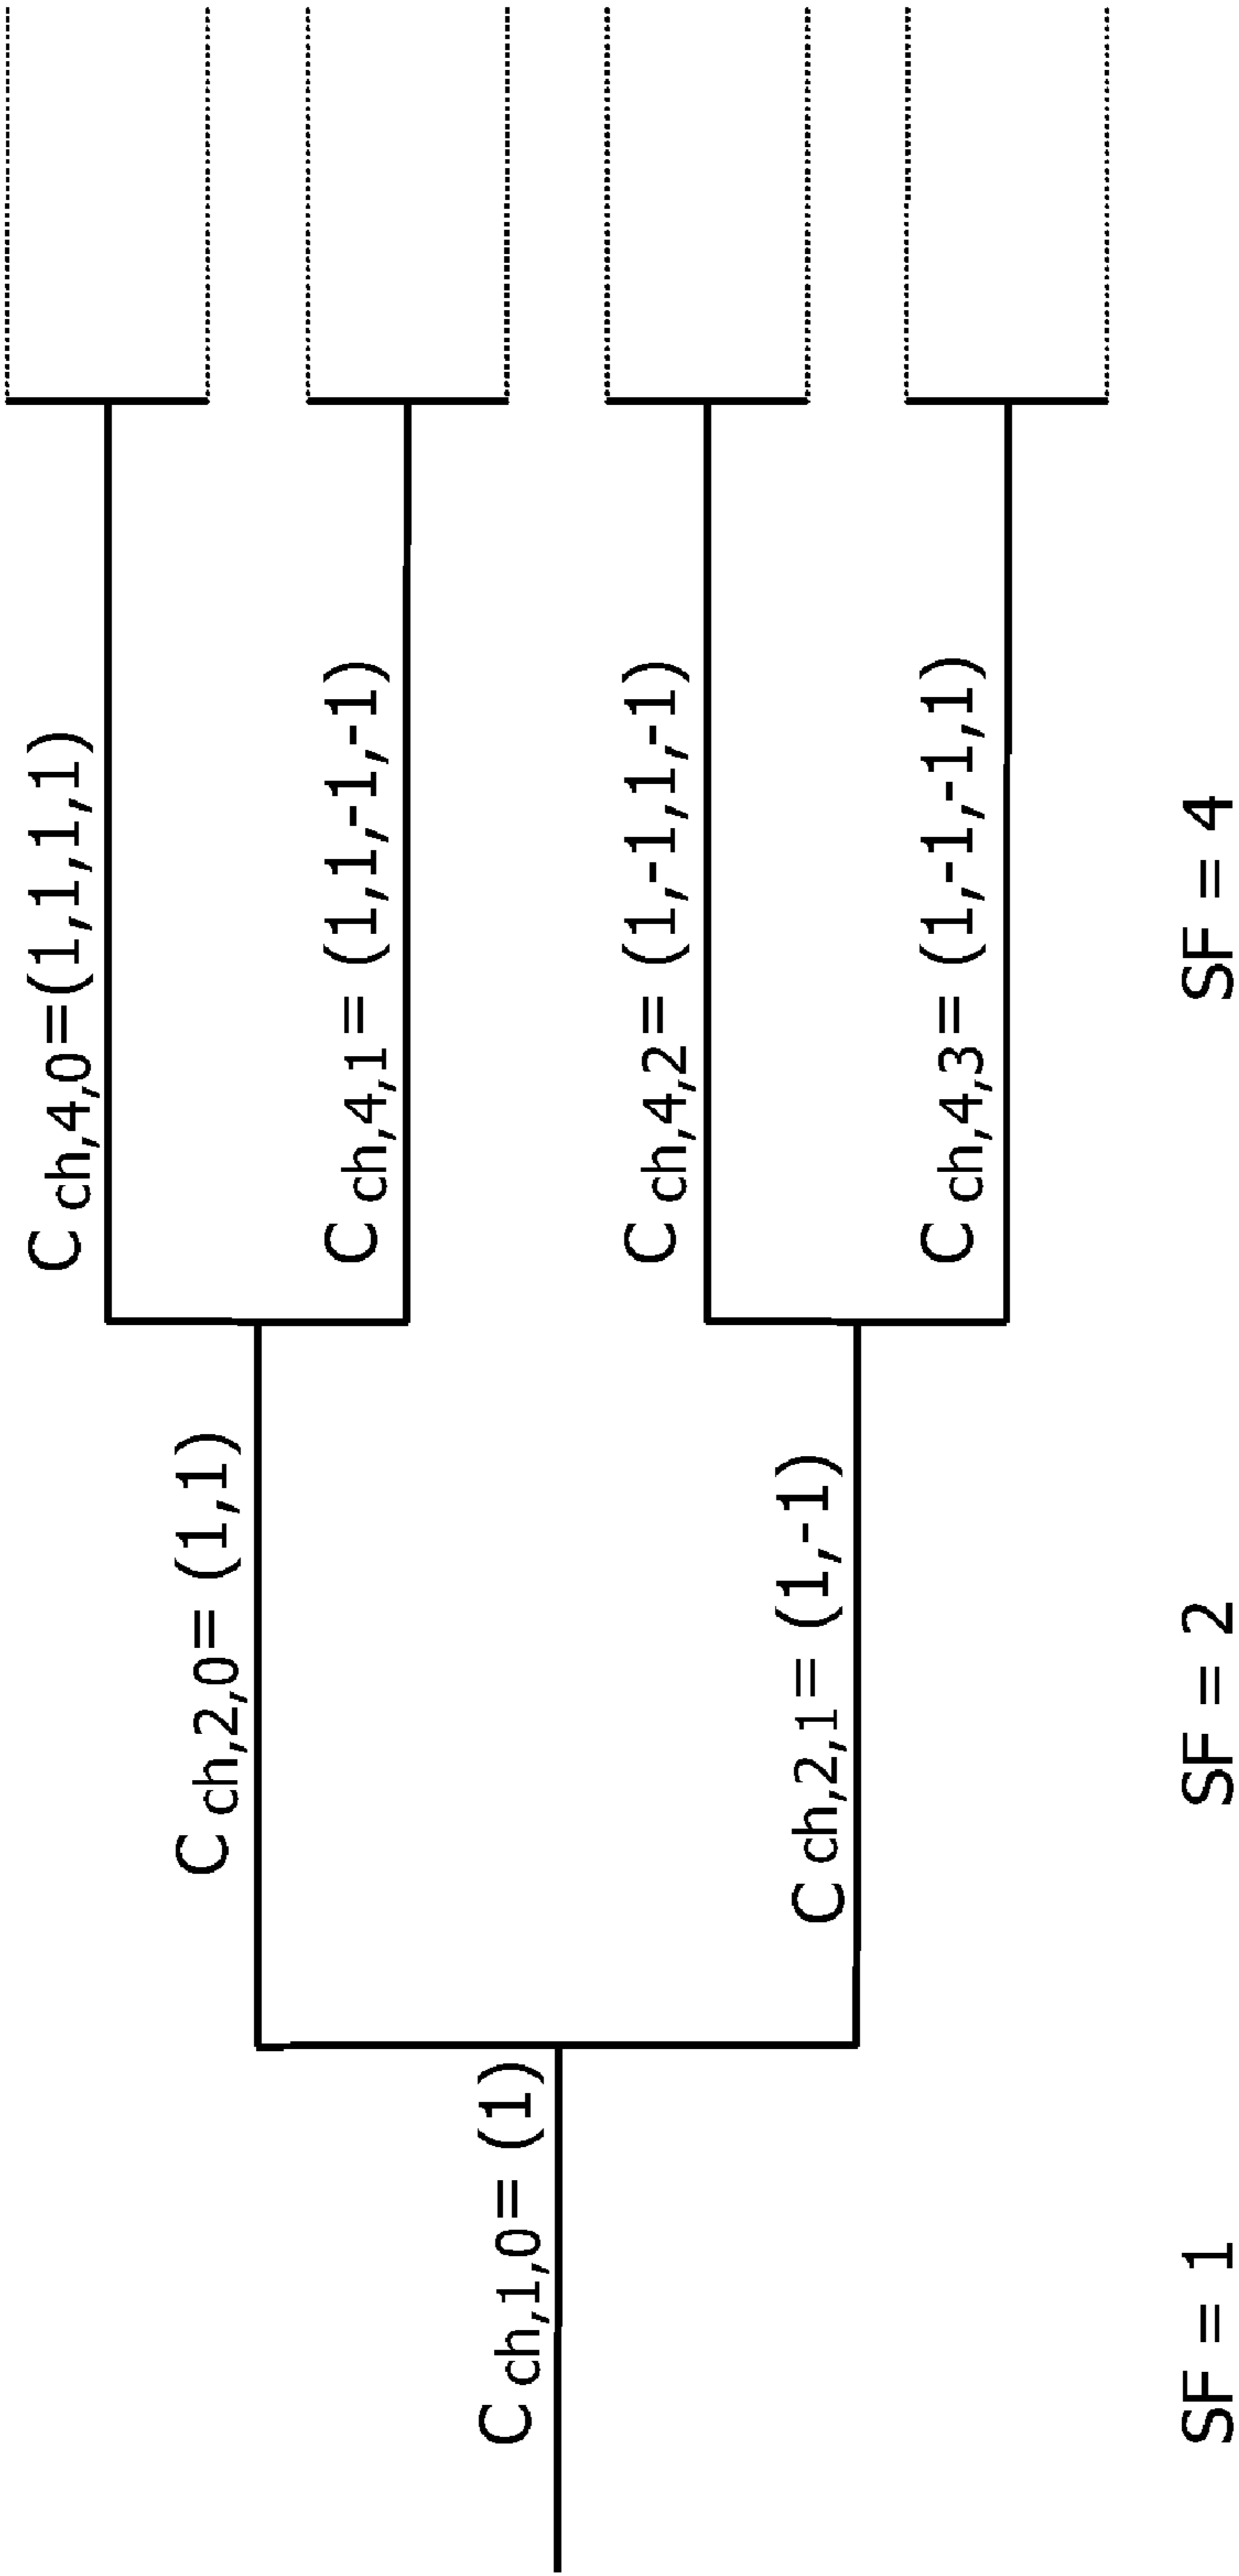 C ch,1,0= (1)
C ch,2,0= (1,1)
C ch,2,1= (1,-1)
C ch,4,0=(1,1,1,1)
C ch,4,1= (1,1,-1,-1)
C ch,4,2= (1,-1,1,-1)
C ch,4,3= (1,-1,-1,1)
SF = 1
SF = 2
SF = 4